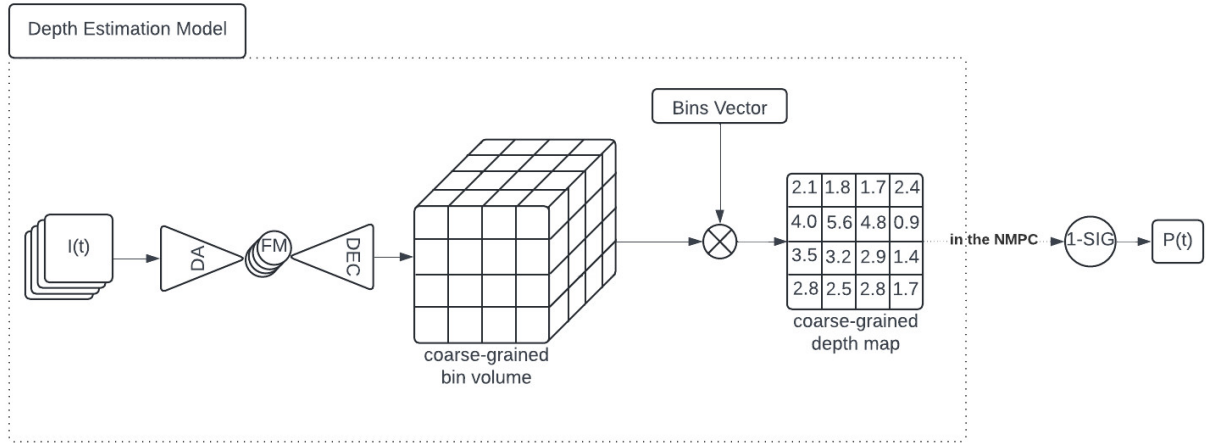 Depth Estimation Model
Bins Vector
I(t)
DA
FM
DEC
2.1 1.8 1.7 2.4
4.0 5.6 4.8 0.9
3.5 3.2 2.9 1.4
2.8 2.5 2.8 1.7
in the NMPC
1-SIG
P(t)
coarse-grained
bin volume
coarse-grained
depth map